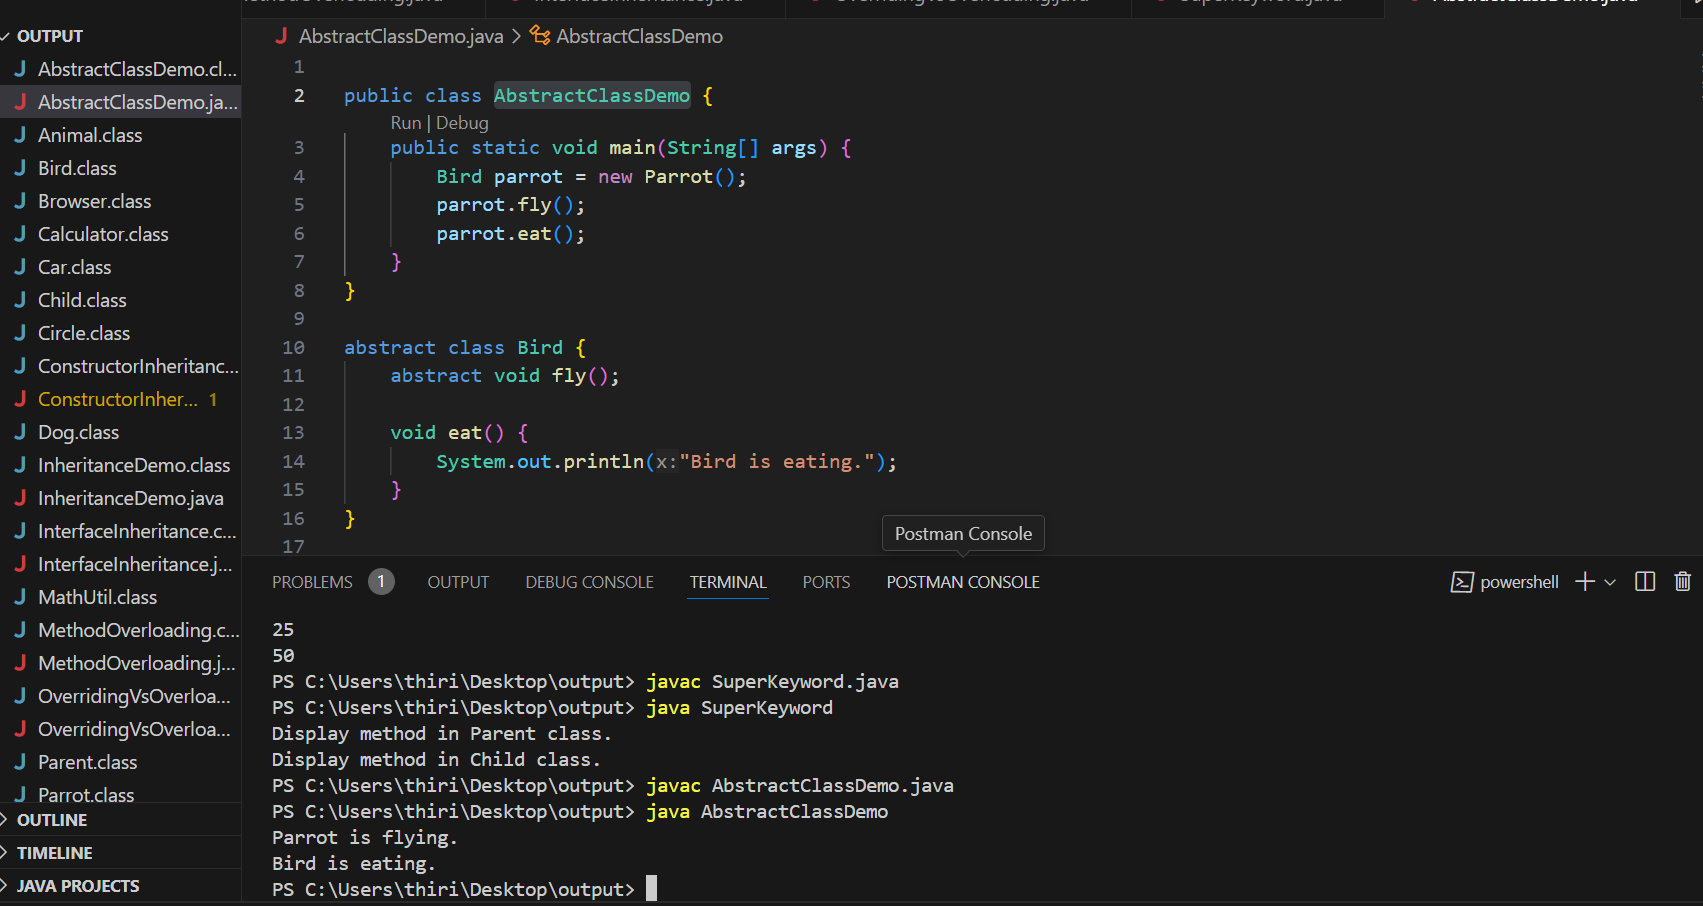 OUTPUT
AbstractClassDemo.cl...
AbstractClassDemo.ja...
Animal.class
Bird.class
Browser.class
Calculator.class
Car.class
Child.class
Circle.class
ConstructorInheritanc...
ConstructorInher... 1
Dog.class
InheritanceDemo.class
InheritanceDemo.java
InterfaceInheritance.c...
InterfaceInheritance.j...
MathUtil.class
MethodOverloading.c...
MethodOverloading.j...
OverridingVsOverloa...
OverridingVsOverloa...
Parent.class
Parrot.class
OUTLINE
TIMELINE
JAVA PROJECTS
AbstractClassDemo.java > AbstractClassDemo
1
2 public class AbstractClassDemo {
Run | Debug
3 public static void main(String[] args) {
4 Bird parrot = new Parrot();
5 parrot.fly();
6 parrot.eat();
7 }
8 }
9
10 abstract class Bird {
11 abstract void fly();
12
13 void eat() {
14 System.out.println(x:"Bird is eating.");
15 }
16 }
17
Postman Console
PROBLEMS 1 OUTPUT DEBUG CONSOLE TERMINAL PORTS POSTMAN CONSOLE powershell
25
50
PS C:\Users\thiri\Desktop\output> javac SuperKeyword.java
PS C:\Users\thiri\Desktop\output> java SuperKeyword
Display method in Parent class.
Display method in Child class.
PS C:\Users\thiri\Desktop\output> javac AbstractClassDemo.java
PS C:\Users\thiri\Desktop\output> java AbstractClassDemo
Parrot is flying.
Bird is eating.
PS C:\Users\thiri\Desktop\output>